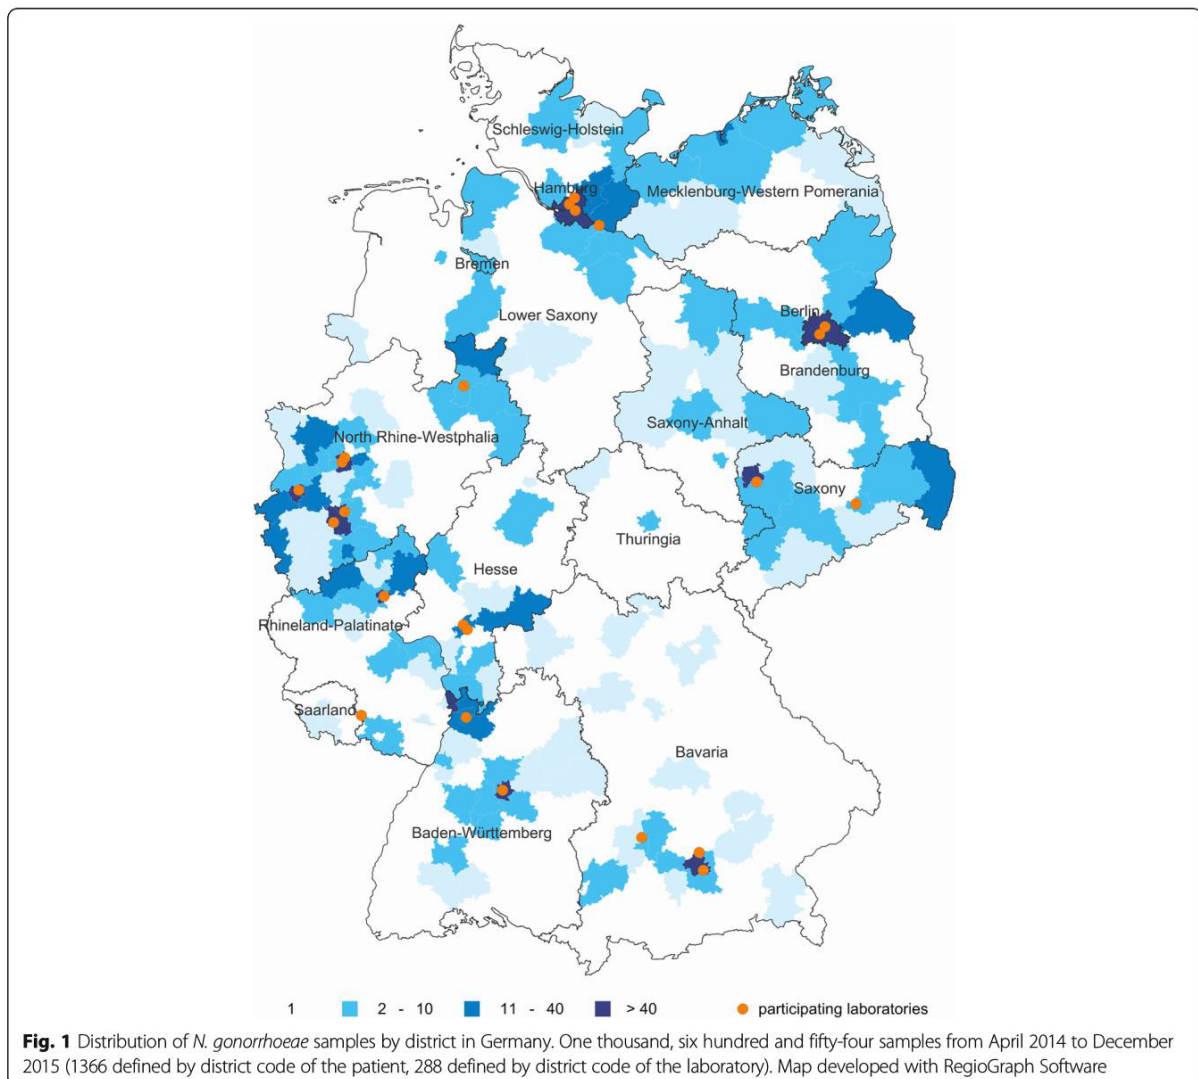 Schleswig-Holstein
Hamburg
Mecklenburg-Western Pomerania
Bremen
Lower Saxony
Berlin
Brandenburg
Saxony-Anhalt
North Rhine-Westphalia
Saxony
Thuringia
Hesse
Rhineland-Palatinate
Saarland
Bavaria
Baden-Württemberg
1 2 - 10 11 - 40 > 40 participating laboratories
Fig. 1 Distribution of N. gonorrhoeae samples by district in Germany. One thousand, six hundred and fifty-four samples from April 2014 to December
2015 (1366 defined by district code of the patient, 288 defined by district code of the laboratory). Map developed with RegioGraph Software